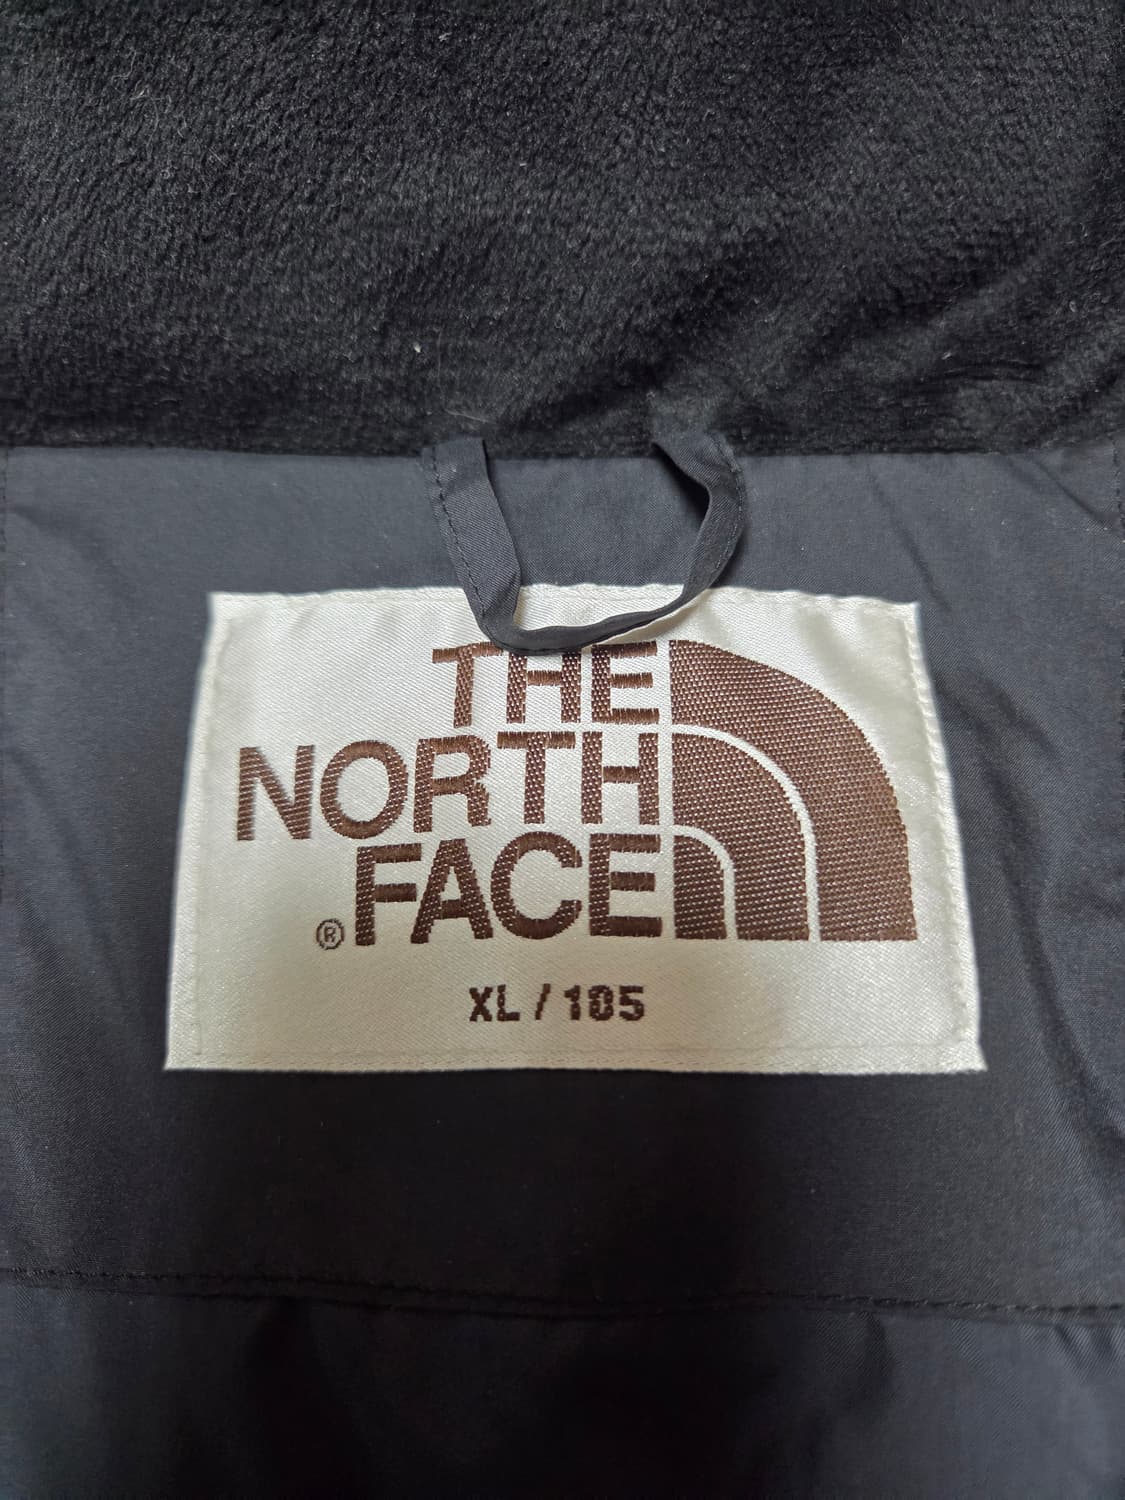 THE
NORTH
FACE
®
XL / 105